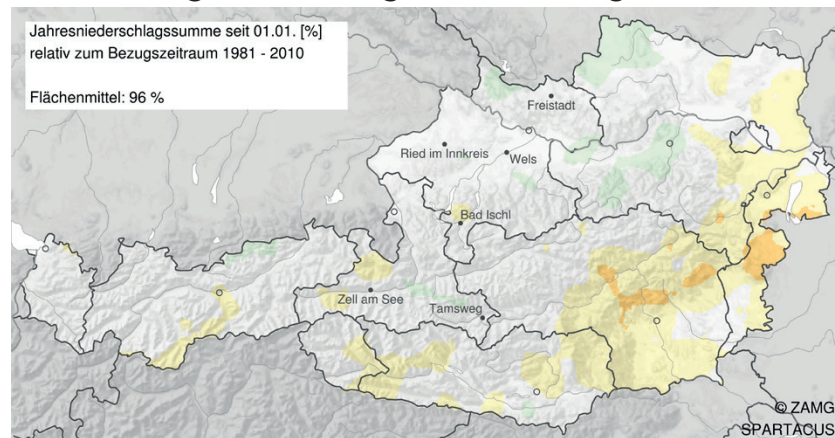 Jahresniederschlagssumme seit 01.01. [%]
relativ zum Bezugszeitraum 1981 - 2010
Flächenmittel: 96 %
Freistadt
Ried im Innkreis
Wels
Bad Ischl
Zell am See
Tamsweg
© ZAMG
SPARTACUS